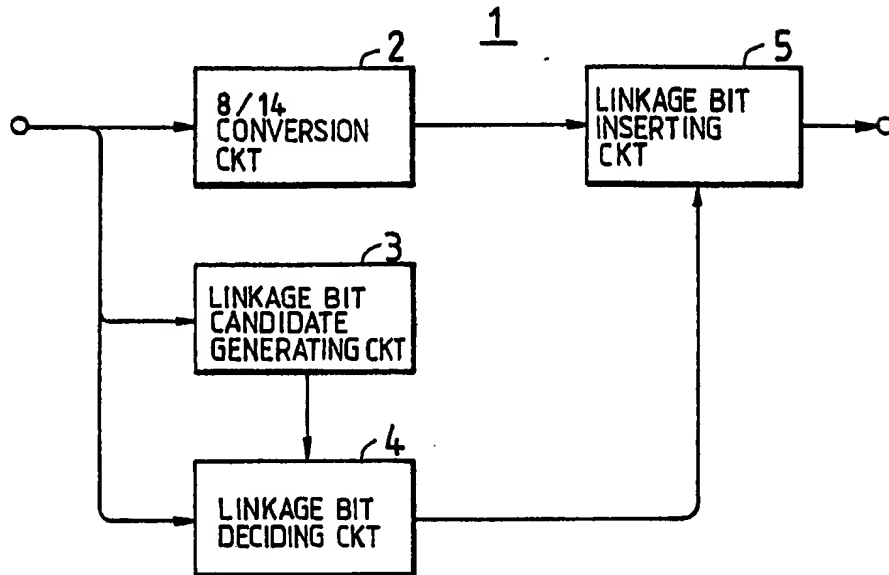 1
2
8/14
CONVERSION
CKT
5
LINKAGE BIT
INSERTING
CKT
3
LINKAGE BIT
CANDIDATE
GENERATING CKT
4
LINKAGE BIT
DECIDING CKT